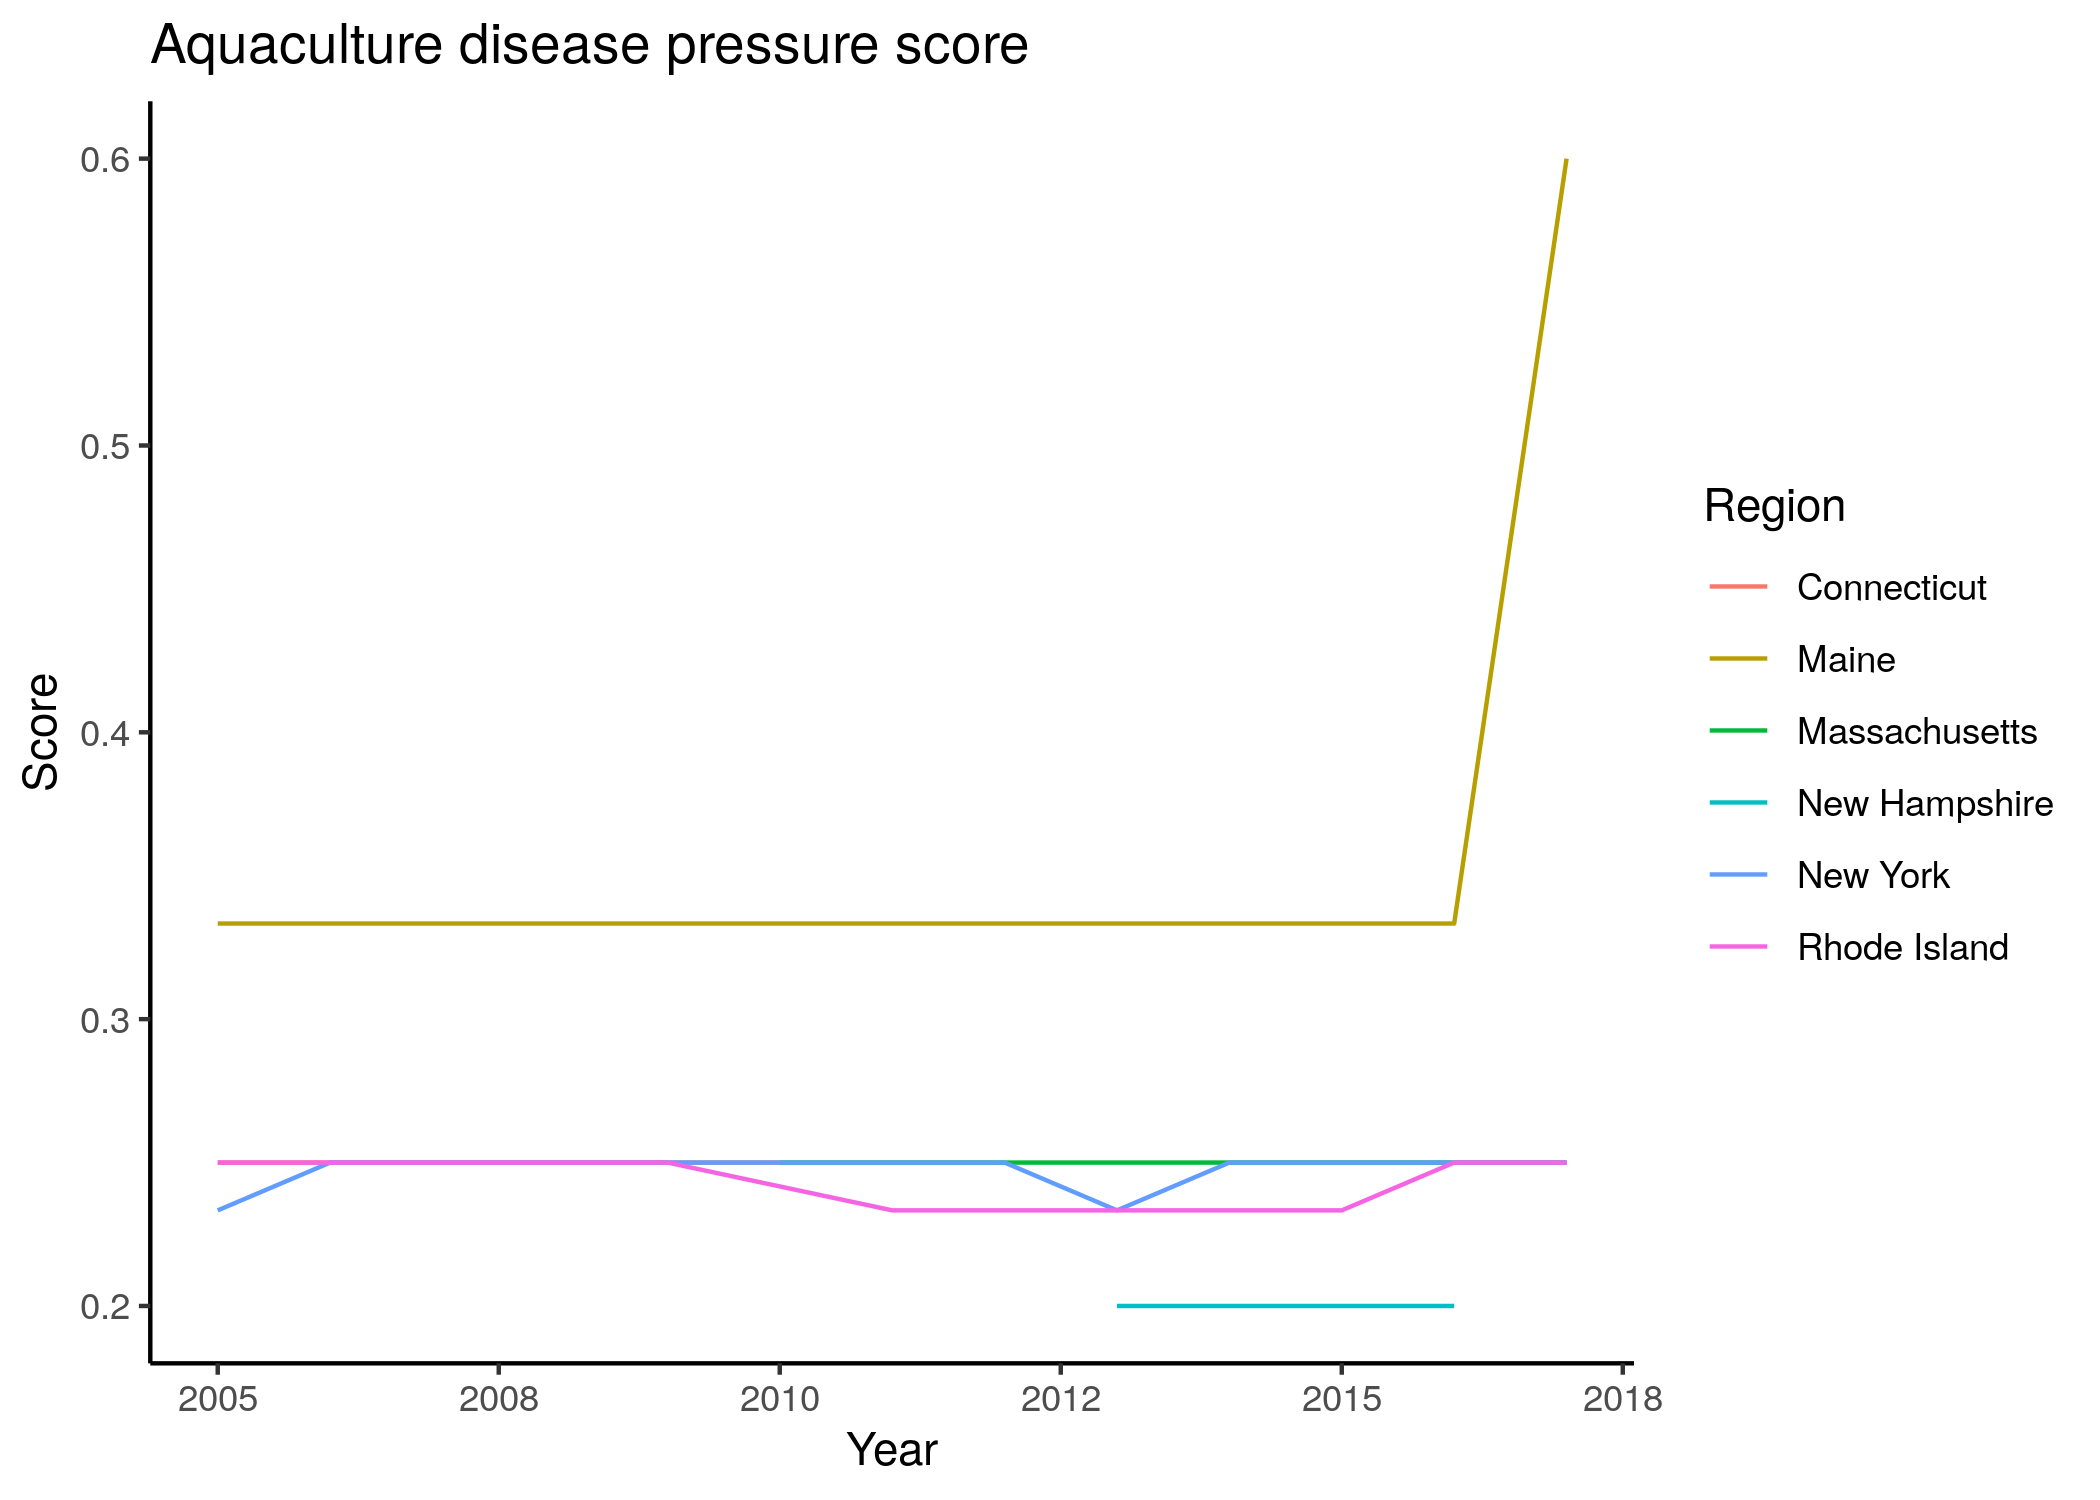 Aquaculture disease pressure score
0.6
0.5
0.4
0.3
0.2
Score
2005 2008 2010 2012 2015 2018
Year
Region
Connecticut
Maine
Massachusetts
New Hampshire
New York
Rhode Island